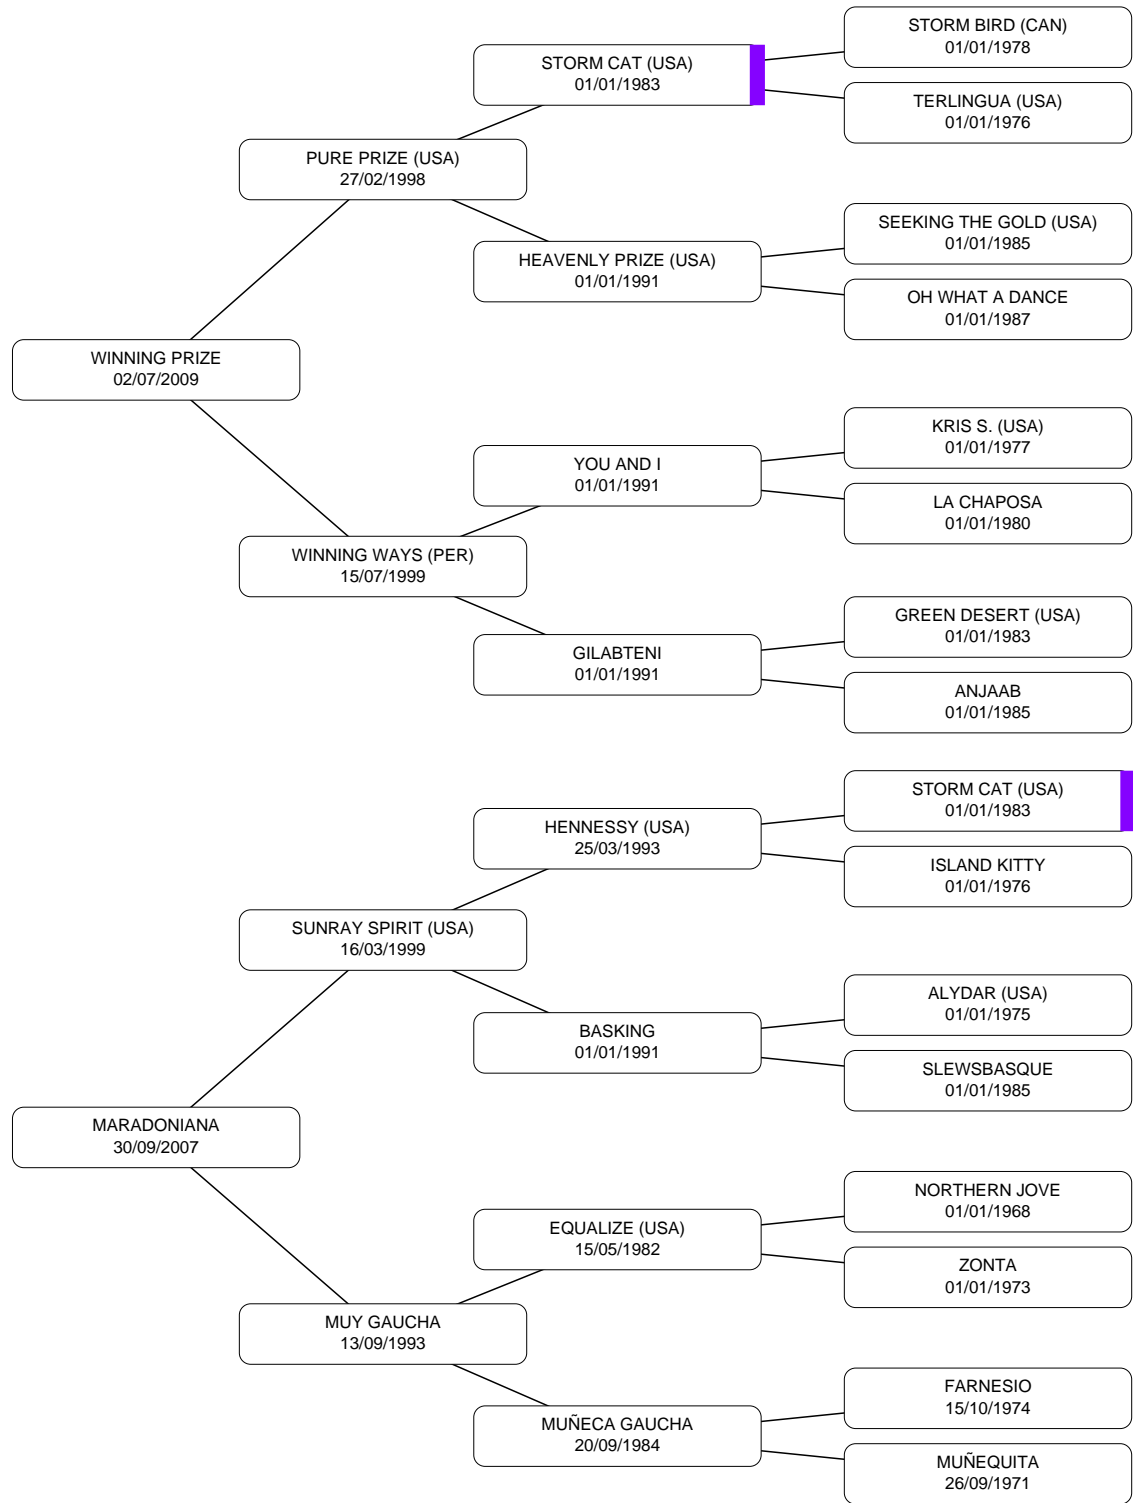 STORM BIRD (CAN)
01/01/1978
STORM CAT (USA)
01/01/1983
TERLINGUA (USA)
01/01/1976
PURE PRIZE (USA)
27/02/1998
SEEKING THE GOLD (USA)
01/01/1985
HEAVENLY PRIZE (USA)
01/01/1991
OH WHAT A DANCE
01/01/1987
WINNING PRIZE
02/07/2009
KRIS S. (USA)
01/01/1977
YOU AND I
01/01/1991
LA CHAPOSA
01/01/1980
WINNING WAYS (PER)
15/07/1999
GREEN DESERT (USA)
01/01/1983
GILABTENI
01/01/1991
ANJAAB
01/01/1985
STORM CAT (USA)
01/01/1983
HENNESSY (USA)
25/03/1993
ISLAND KITTY
01/01/1976
SUNRAY SPIRIT (USA)
16/03/1999
ALYDAR (USA)
01/01/1975
BASKING
01/01/1991
SLEWSBASQUE
01/01/1985
MARADONIANA
30/09/2007
NORTHERN JOVE
01/01/1968
EQUALIZE (USA)
15/05/1982
ZONTA
01/01/1973
MUY GAUCHA
13/09/1993
FARNESIO
15/10/1974
MUÑECA GAUCHA
20/09/1984
MUÑEQUITA
26/09/1971